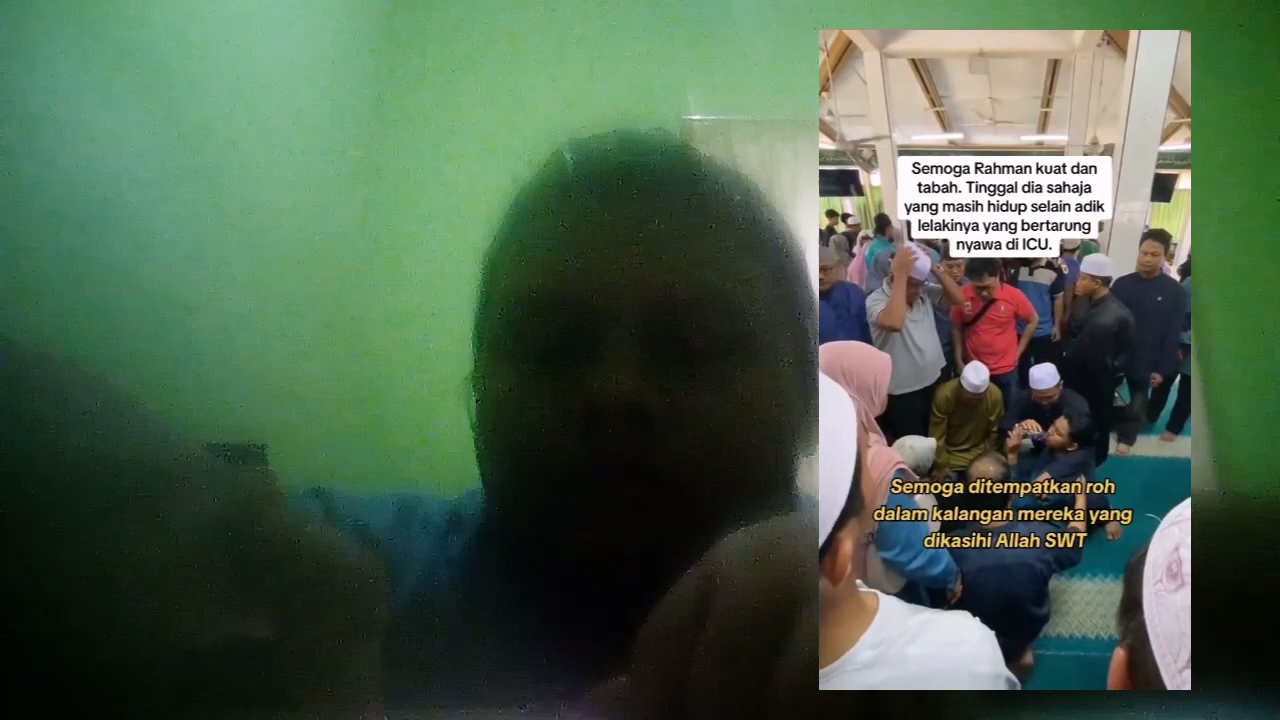 Semoga Rahman kuat dan
tabah. Tinggal dia sahaja
yang masih hidup selain adik
lelakinya yang bertarung
nyawa di ICU.
Semoga ditempatkan roh
dalam kalangan mereka yang
dikasihi Allah SWT